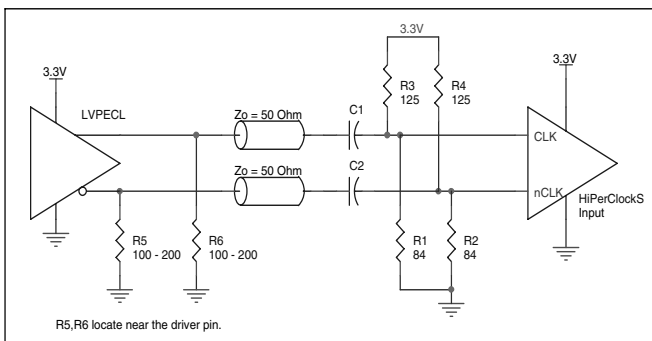 3.3V
3.3V
R3
125
R4
125
LVPECL
Zo = 50 Ohm
C1
CLK
Zo = 50 Ohm
C2
nCLK
HiPerClockS
Input
R5
100 - 200
R6
100 - 200
R1
84
R2
84
3.3V
R5,R6 locate near the driver pin.